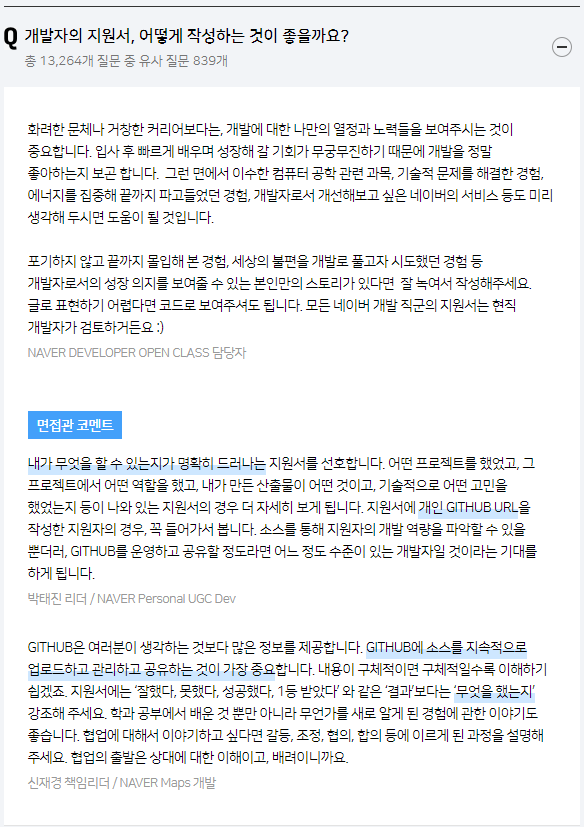 Q 개발자의 지원서, 어떻게 작성하는 것이 좋을까요?
총 13,264개 질문 중 유사 질문 839개
화려한 문체나 거창한 커리어보다는, 개발에 대한 나만의 열정과 노력들을 보여주시는 것이
중요합니다. 입사 후 빠르게 배우며 성장해 갈 기회가 무궁무진하기 때문에 개발을 정말
좋아하는지 보곤 합니다. 그런 면에서 이수한 컴퓨터 공학 관련 과목, 기술적 문제를 해결한 경험,
에너지를 집중해 끝까지 파고들었던 경험, 개발자로서 개선해보고 싶은 네이버의 서비스 등도 미리
생각해 두시면 도움이 될 것입니다.
포기하지 않고 끝까지 몰입해 본 경험, 세상의 불편을 개발로 풀고자 시도했던 경험 등
개발자로서의 성장 의지를 보여줄 수 있는 본인만의 스토리가 있다면 잘 녹여서 작성해주세요.
글로 표현하기 어렵다면 코드로 보여주셔도 됩니다. 모든 네이버 개발 직군의 지원서는 현직
개발자가 검토하거든요 :)
NAVER DEVELOPER OPEN CLASS 담당자
면접관 코멘트
내가 무엇을 할 수 있는지가 명확히 드러나는 지원서를 선호합니다. 어떤 프로젝트를 했었고, 그
프로젝트에서 어떤 역할을 했고, 내가 만든 산출물이 어떤 것이고, 기술적으로 어떤 고민을
했었는지 등이 나와 있는 지원서의 경우 더 자세히 보게 됩니다. 지원서에 개인 GITHUB URL을
작성한 지원자의 경우, 꼭 들어가서 봅니다. 소스를 통해 지원자의 개발 역량을 파악할 수 있을
뿐더러, GITHUB를 운영하고 공유할 정도라면 어느 정도 수준이 있는 개발자일 것이라는 기대를
하게 됩니다.
박태진 리더 / NAVER Personal UGC Dev
GITHUB은 여러분이 생각하는 것보다 많은 정보를 제공합니다. GITHUB에 소스를 지속적으로
업로드하고 관리하고 공유하는 것이 가장 중요합니다. 내용이 구체적이면 구체적일수록 이해하기
쉽겠죠. 지원서에는 ‘잘했다, 못했다, 성공했다, 1등 받았다’ 와 같은 ‘결과’보다는 ‘무엇을 했는지’
강조해 주세요. 학과 공부에서 배운 것 뿐만 아니라 무언가를 새로 알게 된 경험에 관한 이야기도
좋습니다. 협업에 대해서 이야기하고 싶다면 갈등, 조정, 협의, 합의 등에 이르게 된 과정을 설명해
주세요. 협업의 출발은 상대에 대한 이해이고, 배려이니까요.
신재경 책임리더 / NAVER Maps 개발